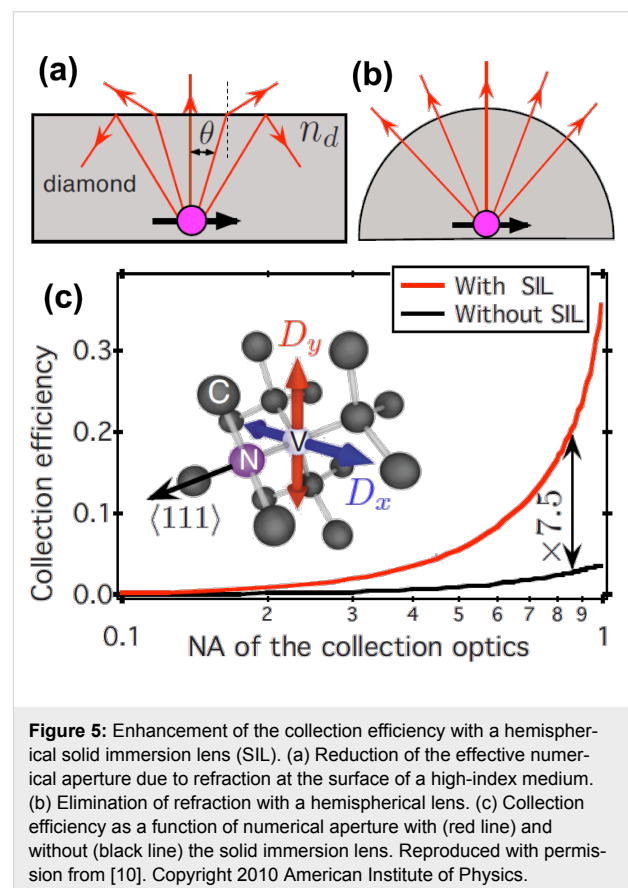 (a)
(b)
θ
n_d
diamond
(c)
With SIL
Without SIL
0.3
0.2
0.1
0.0
Collection efficiency
C
N
V
D_y
D_x
⟨111⟩
×7.5
0.1
2
3
4
5
6
7
8
9
1
NA of the collection optics
Figure 5: Enhancement of the collection efficiency with a hemispher-
ical solid immersion lens (SIL). (a) Reduction of the effective numer-
ical aperture due to refraction at the surface of a high-index medium.
(b) Elimination of refraction with a hemispherical lens. (c) Collection
efficiency as a function of numerical aperture with (red line) and
without (black line) the solid immersion lens. Reproduced with permis-
sion from [10]. Copyright 2010 American Institute of Physics.